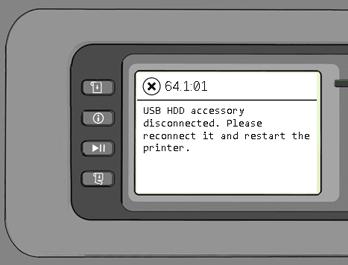 64.1:01
USB HDD accessory
disconnected. Please
reconnect it and restart the
printer.